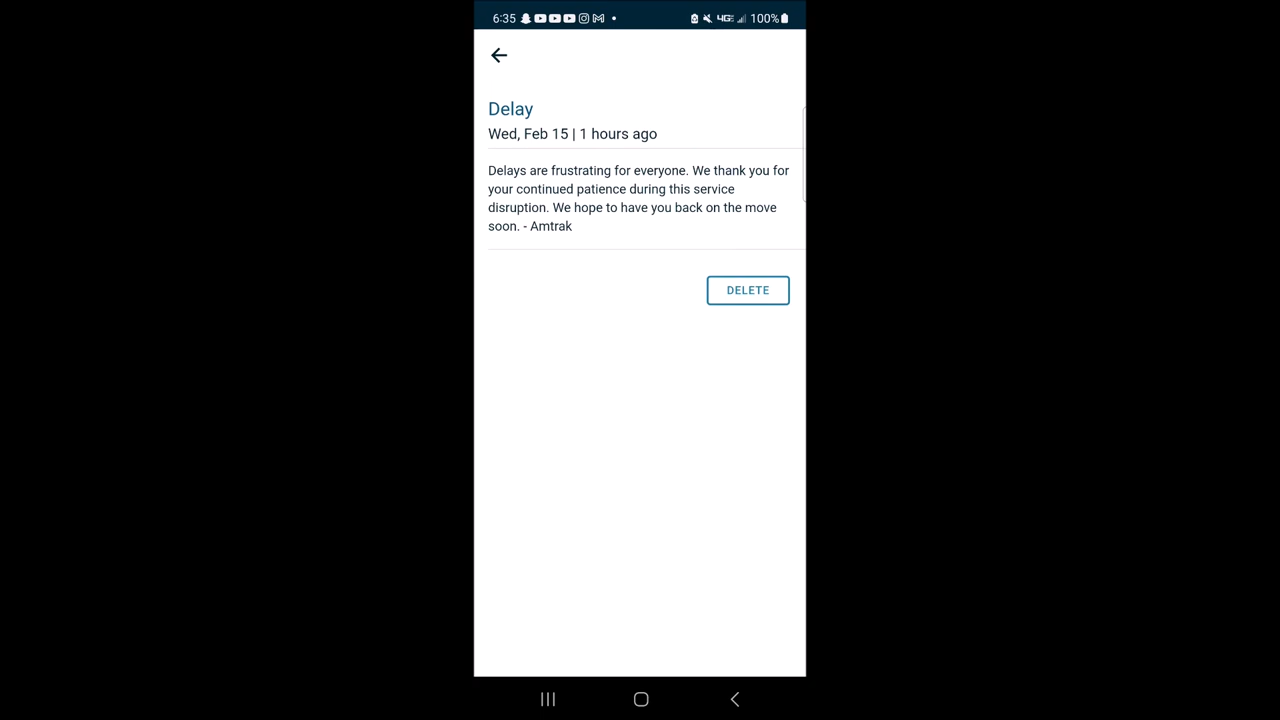 6:35 4GE 100%
Delay
Wed, Feb 15 | 1 hours ago
Delays are frustrating for everyone. We thank you for
your continued patience during this service
disruption. We hope to have you back on the move
soon. - Amtrak
DELETE